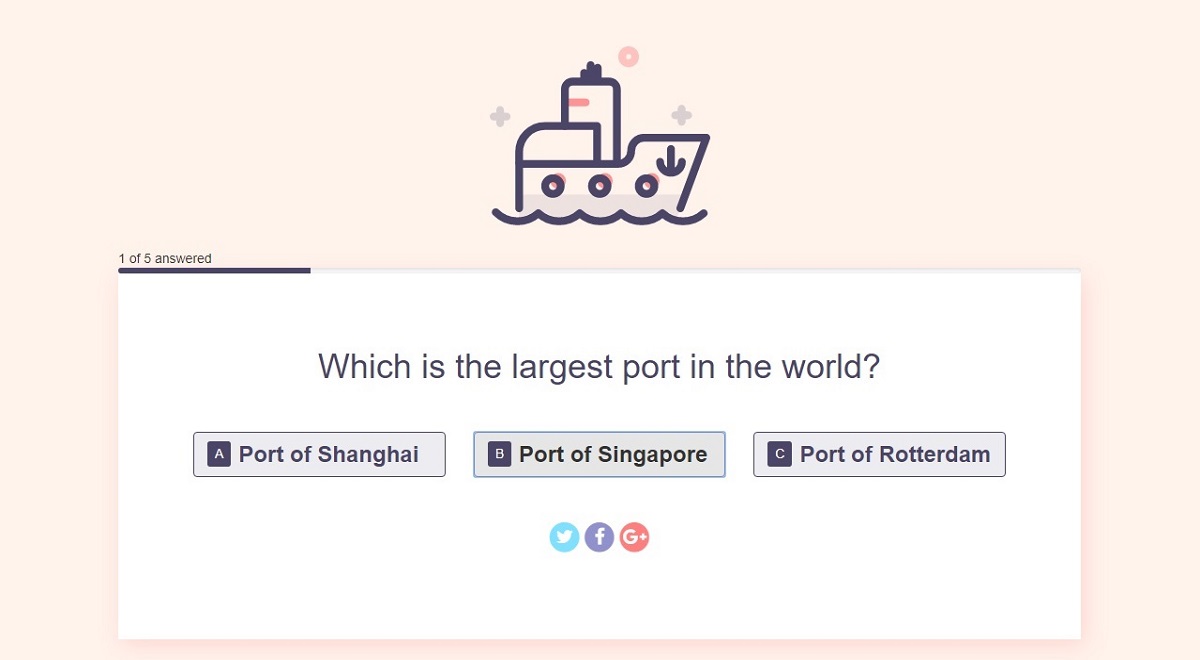 1 of 5 answered
Which is the largest port in the world?
A Port of Shanghai
B Port of Singapore
C Port of Rotterdam
G+